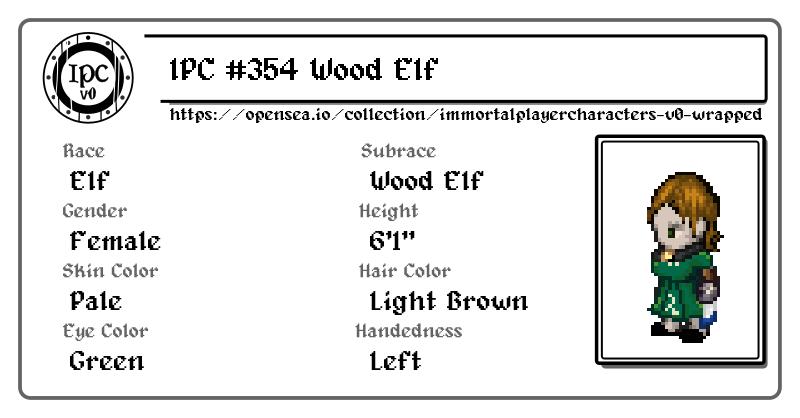 IPC v0
IPC #354 Wood Elf
https://opensea.io/collection/immortalplayercharacters-v0-wrapped
Race
Subrace
Elf
Wood Elf
Gender
Height
Female
6'1"
Skin Color
Hair Color
Pale
Light Brown
Eye Color
Handedness
Green
Left